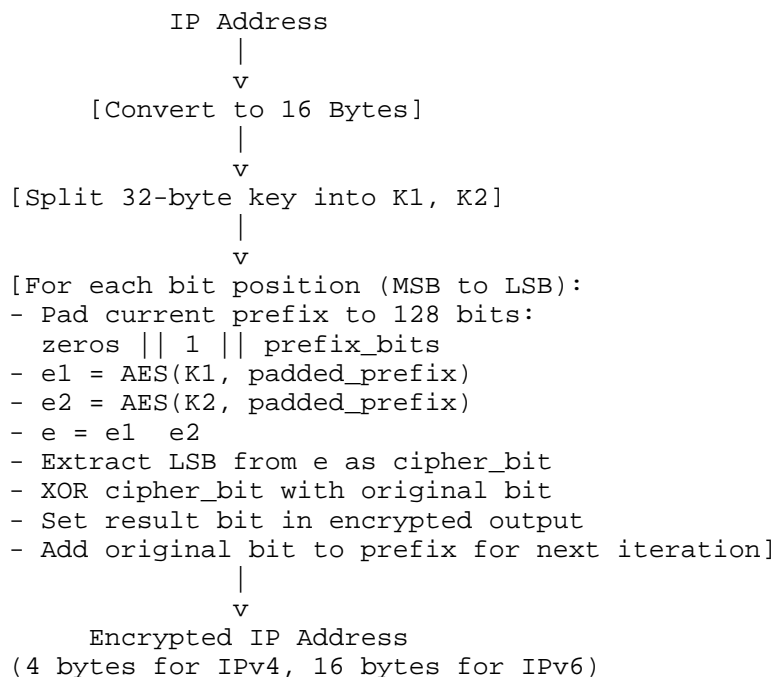 IP Address
|
v
[Convert to 16 Bytes]
|
v
[Split 32-byte key into K1, K2]
|
v
[For each bit position (MSB to LSB):
- Pad current prefix to 128 bits:
zeros || 1 || prefix_bits
- e1 = AES(K1, padded_prefix)
- e2 = AES(K2, padded_prefix)
- e = e1  e2
- Extract LSB from e as cipher_bit
- XOR cipher_bit with original bit
- Set result bit in encrypted output
- Add original bit to prefix for next iteration]
|
v
Encrypted IP Address
(4 bytes for IPv4, 16 bytes for IPv6)